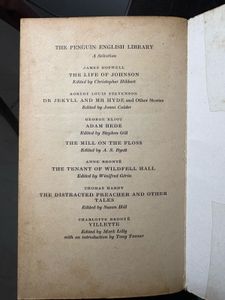 THE PENGUIN ENGLISH LIBRARY
A Selection
JAMES BOSWELL
THE LIFE OF JOHNSON
Edited by Christopher Hibbert
ROBERT LOUIS STEVENSON
DR JEKYLL AND MR HYDE and Other Stories
Edited by Jenni Calder
GEORGE ELIOT
ADAM BEDE
Edited by Stephen Gill
THE MILL ON THE FLOSS
Edited by A. S. Byatt
ANNE BRONTË
THE TENANT OF WILDFELL HALL
Edited by Winifred Gérin
THOMAS HARDY
THE DISTRACTED PREACHER AND OTHER
TALES
Edited by Susan Hill
CHARLOTTE BRONTË
VILLETTE
Edited by Mark Lilly
with an introduction by Tony Tanner